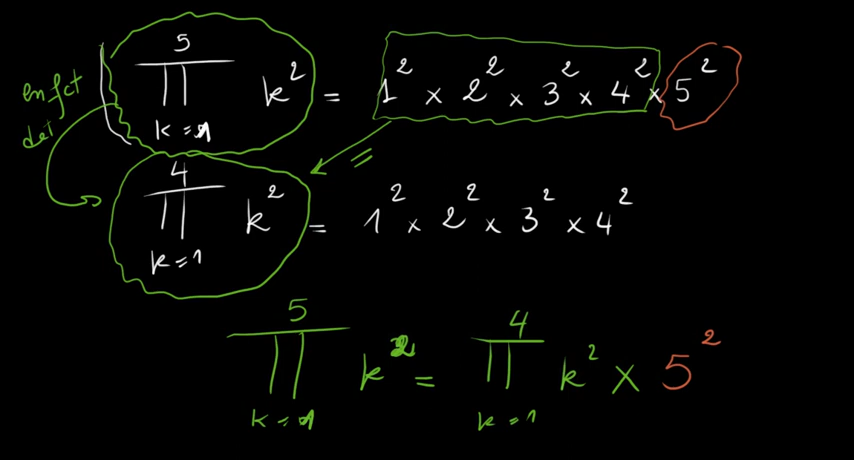 en fct de
∏_{k=1}^{5} k² = 1² × 2² × 3² × 4² × 5²
∏_{k=1}^{4} k² = 1² × 2² × 3² × 4²
∏_{k=1}^{5} k² = ∏_{k=1}^{4} k² × 5²